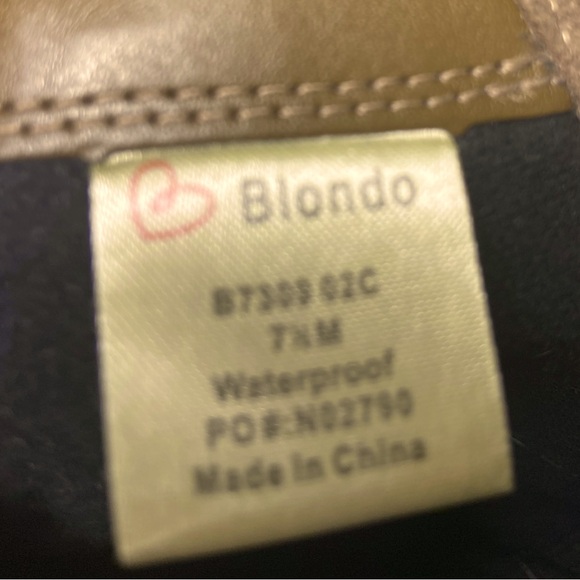 Blondo
B7309 02C
7½M
Waterproof
PO#:N02790
Made In China